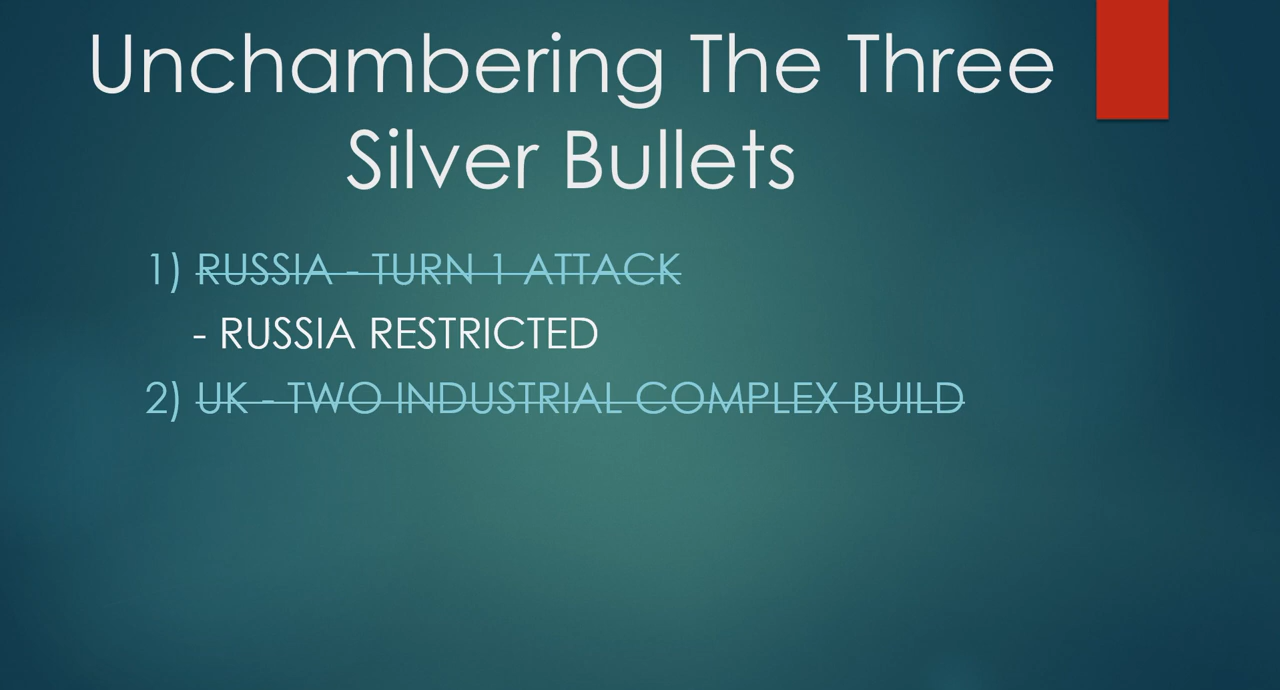 Unchambering The Three
Silver Bullets
1) RUSSIA - TURN 1 ATTACK
- RUSSIA RESTRICTED
2) UK - TWO INDUSTRIAL COMPLEX BUILD